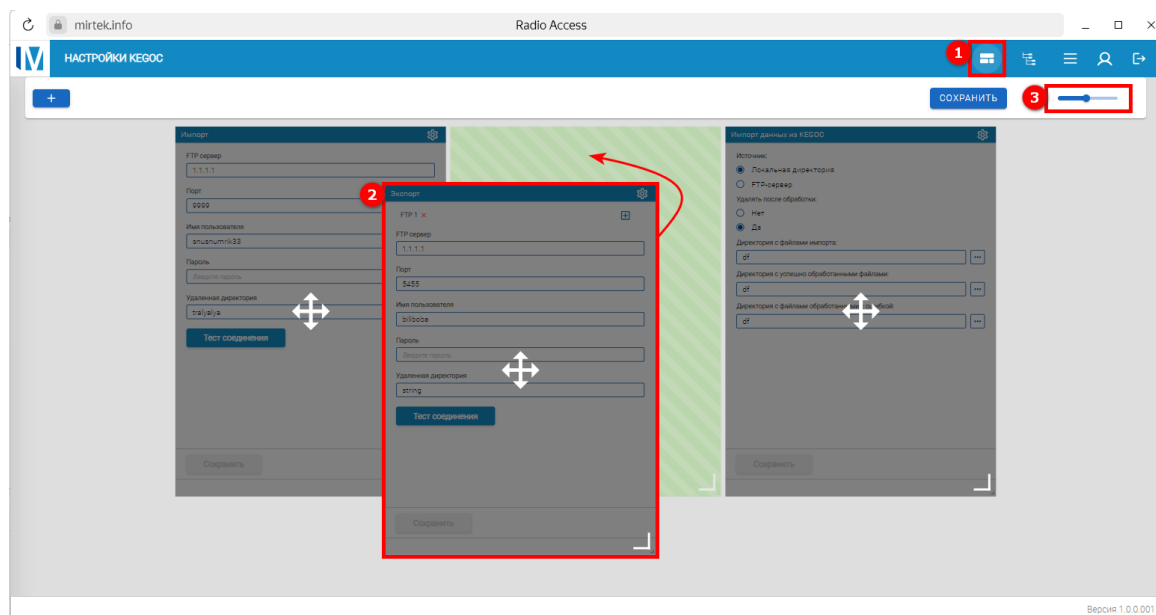 mirtek.info
Radio Access
НАСТРОЙКИ KEGOC
1
+
СОХРАНИТЬ
3
Импорт
FTP сервер
1.1.1.1
Порт
9999
Имя пользователя
snusnumrik33
Пароль
Введите пароль
Удаленная директория
tralyalya
Тест соединения
Сохранить
2
Экспорт
FTP 1 ×
FTP сервер
1.1.1.1
Порт
5455
Имя пользователя
biliboba
Пароль
Введите пароль
Удаленная директория
string
Тест соединения
Сохранить
Импорт данных из KEGOC
Источник:
Локальная директория
FTP-сервер
Удалять после обработки:
Нет
Да
Директория с файлами импорта:
df
Директория с успешно обработанными файлами:
df
Директория с файлами
df
Сохранить
Версия 1.0.0.001